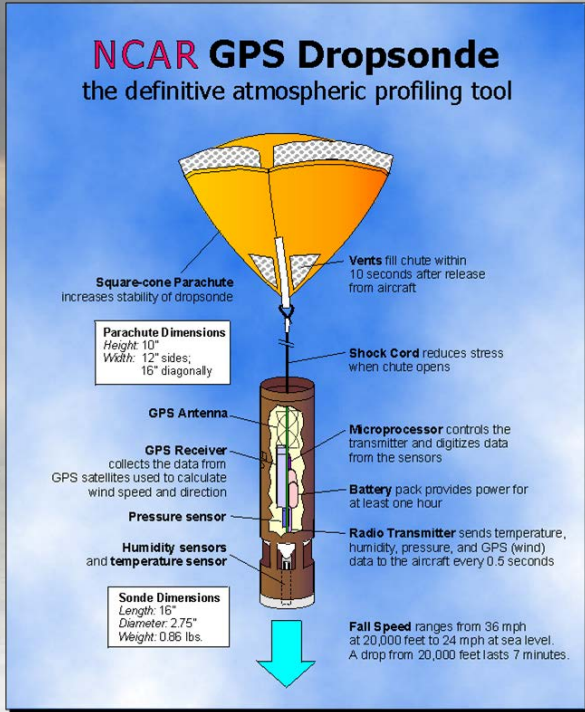 NCAR GPS Dropsonde
the definitive atmospheric profiling tool
Vents fill chute within
10 seconds after release
from aircraft
Square-cone Parachute
increases stability of dropsonde
Parachute Dimensions
Height: 10"
Width: 12" sides;
16" diagonally
Shock Cord reduces stress
when chute opens
GPS Antenna
Microprocessor controls the
transmitter and digitizes data
from the sensors
GPS Receiver
collects the data from
GPS satellites used to calculate
wind speed and direction
Battery pack provides power for
at least one hour
Pressure sensor
Radio Transmitter sends temperature,
humidity, pressure, and GPS (wind)
data to the aircraft every 0.5 seconds
Humidity sensors
and temperature sensor
Sonde Dimensions
Length: 16"
Diameter: 2.75"
Weight: 0.86 lbs.
Fall Speed ranges from 36 mph
at 20,000 feet to 24 mph at sea level.
A drop from 20,000 feet lasts 7 minutes.